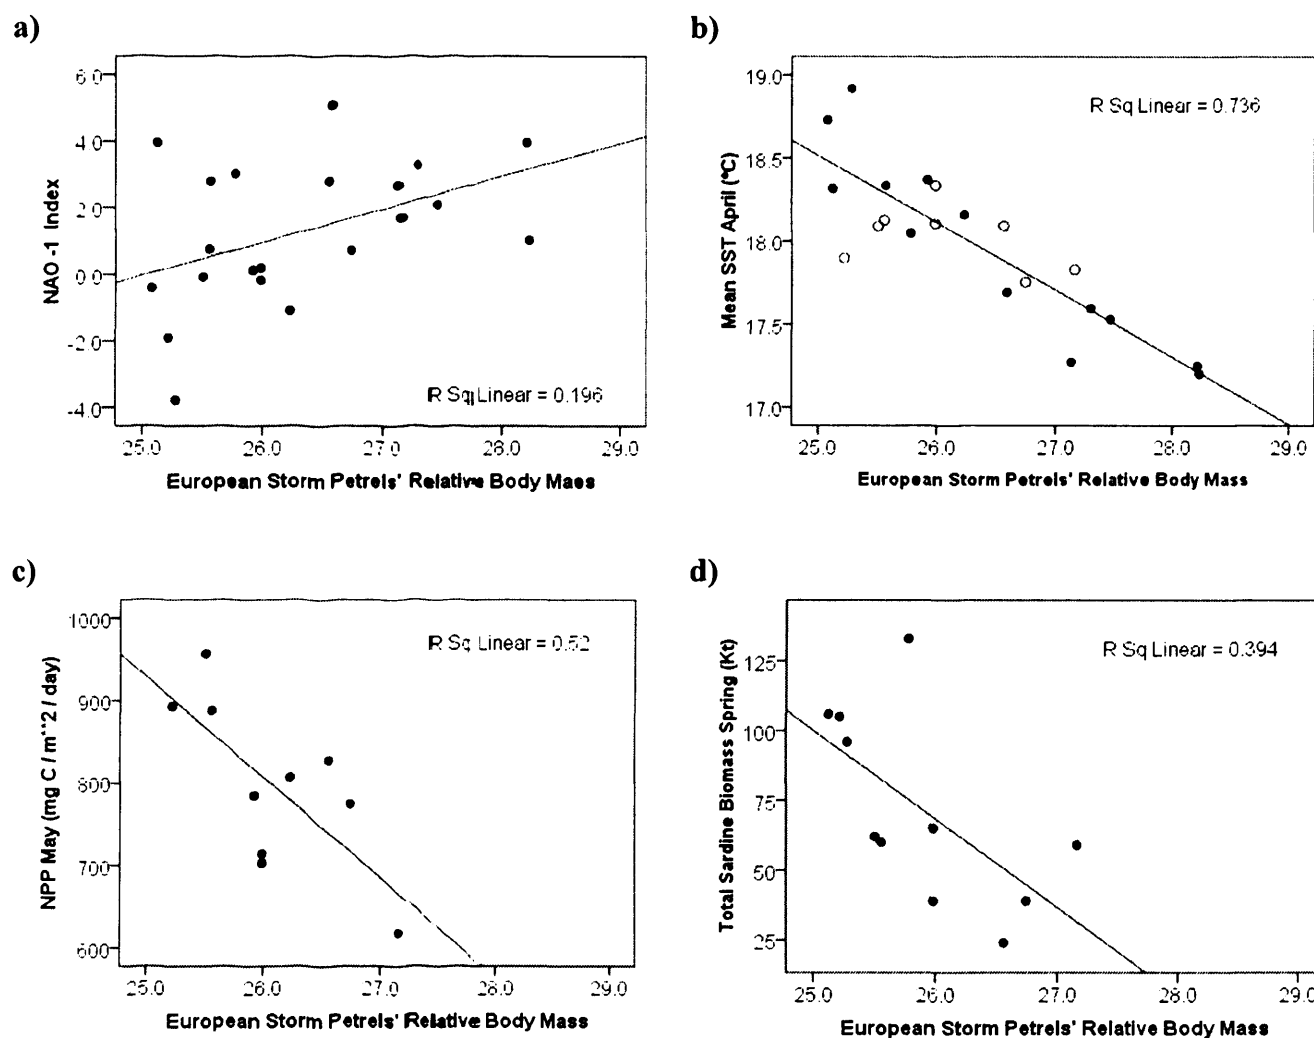 a)
6.0
4.0
2.0
0.0
-2.0
-4.0
NAO -1 Index
R Sq Linear = 0.196
25.0 26.0 27.0 28.0 29.0
European Storm Petrels' Relative Body Mass
b)
19.0
18.5
18.0
17.5
17.0
Mean SST April (ºC)
R Sq Linear = 0.736
25.0 26.0 27.0 28.0 29.0
European Storm Petrels' Relative Body Mass
c)
1000
900
800
700
600
NPP May (mg C / m**2 / day)
R Sq Linear = 0.52
25.0 26.0 27.0 28.0 29.0
European Storm Petrels' Relative Body Mass
d)
125
100
75
50
25
Total Sardine Biomass Spring (Kt)
R Sq Linear = 0.394
25.0 26.0 27.0 28.0 29.0
European Storm Petrels' Relative Body Mass